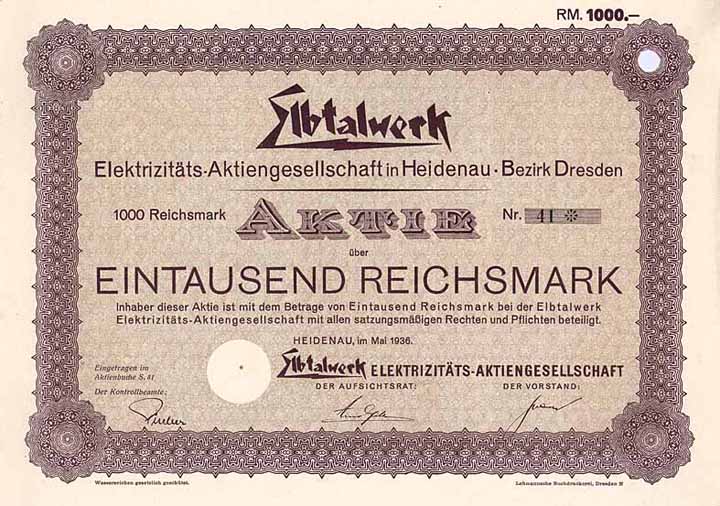 RM. 1000.–
Elbtalwerk
Elektrizitäts-Aktiengesellschaft in Heidenau · Bezirk Dresden
1000 Reichsmark AKTIE Nr. 41 ※
über
EINTAUSEND REICHSMARK
Inhaber dieser Aktie ist mit dem Betrage von Eintausend Reichsmark bei der Elbtalwerk
Elektrizitäts-Aktiengesellschaft mit allen satzungsmäßigen Rechten und Pflichten beteiligt.
HEIDENAU, im Mai 1936.
Elbtalwerk ELEKTRIZITÄTS-AKTIENGESELLSCHAFT
Eingetragen im
Aktienbuche S. 41
Der Kontrollbeamte:
DER AUFSICHTSRAT: DER VORSTAND:
Wasserzeichen gesetzlich geschützt. Lehmannsche Buchdruckerei, Dresden N